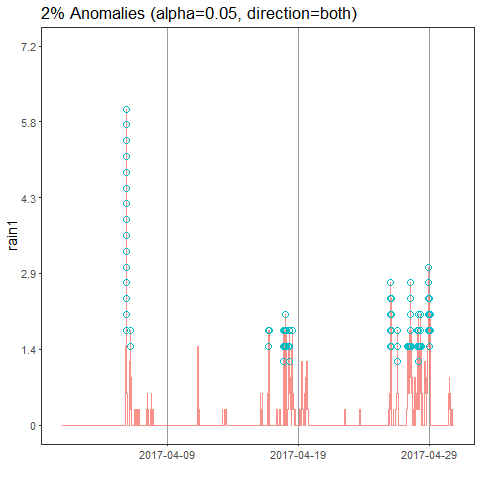 2% Anomalies (alpha=0.05, direction=both)
7.2
5.8
4.3
2.9
1.4
0
rain1
2017-04-09 2017-04-19 2017-04-29